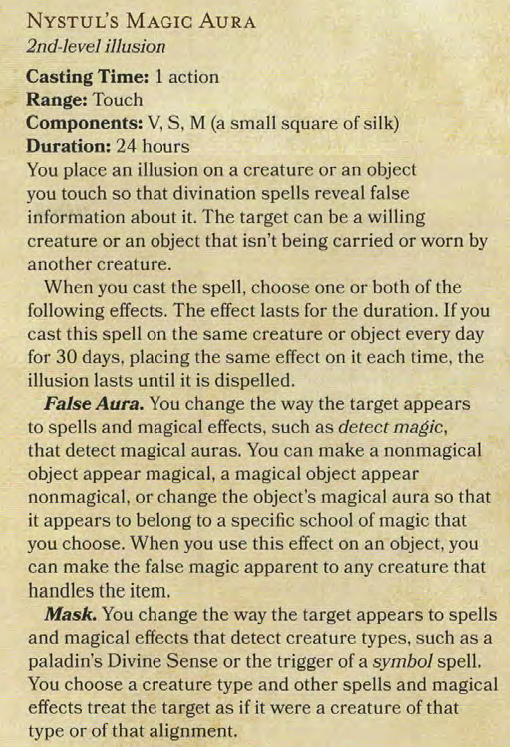 NYSTUL'S MAGIC AURA
2nd-level illusion
Casting Time: 1 action
Range: Touch
Components: V, S, M (a small square of silk)
Duration: 24 hours
You place an illusion on a creature or an object
you touch so that divination spells reveal false
information about it. The target can be a willing
creature or an object that isn't being carried or worn by
another creature.
When you cast the spell, choose one or both of the
following effects. The effect lasts for the duration. If you
cast this spell on the same creature or object every day
for 30 days, placing the same effect on it each time, the
illusion lasts until it is dispelled.
False Aura. You change the way the target appears
to spells and magical effects, such as detect magic,
that detect magical auras. You can make a nonmagical
object appear magical, a magical object appear
nonmagical, or change the object's magical aura so that
it appears to belong to a specific school of magic that
you choose. When you use this effect on an object, you
can make the false magic apparent to any creature that
handles the item.
Mask. You change the way the target appears to spells
and magical effects that detect creature types, such as a
paladin's Divine Sense or the trigger of a symbol spell.
You choose a creature type and other spells and magical
effects treat the target as if it were a creature of that
type or of that alignment.